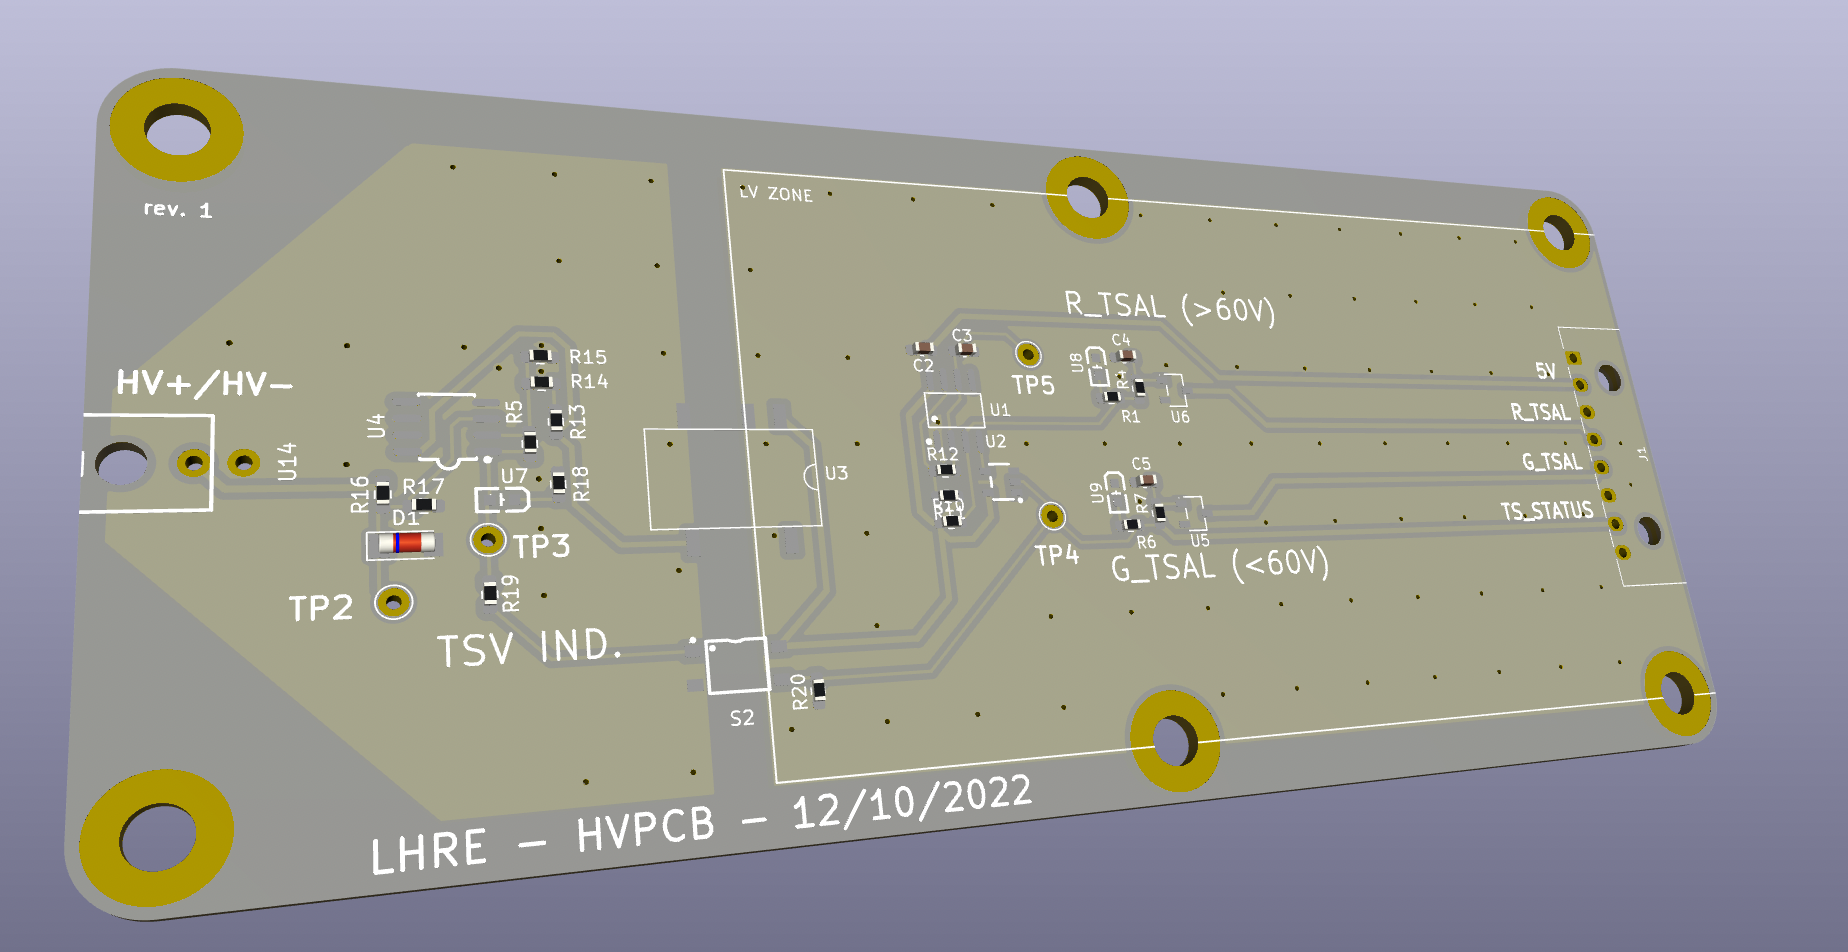 LV ZONE
rev. 1
R_TSAL (>60V)
C3
C2
C4
U8
R4
TP5
R1
U6
5V
R_TSAL
G_TSAL
TS_STATUS
J1
R15
R14
HV+/HV-
U4
R5
R13
U14
U7
R16
R17
R18
D1
TP3
TP2
R19
TSV IND.
U3
U1
U2
R12
C5
U9
R7
R6
U5
TP4
G_TSAL (<60V)
R20
S2
LHRE - HVPCB - 12/10/2022